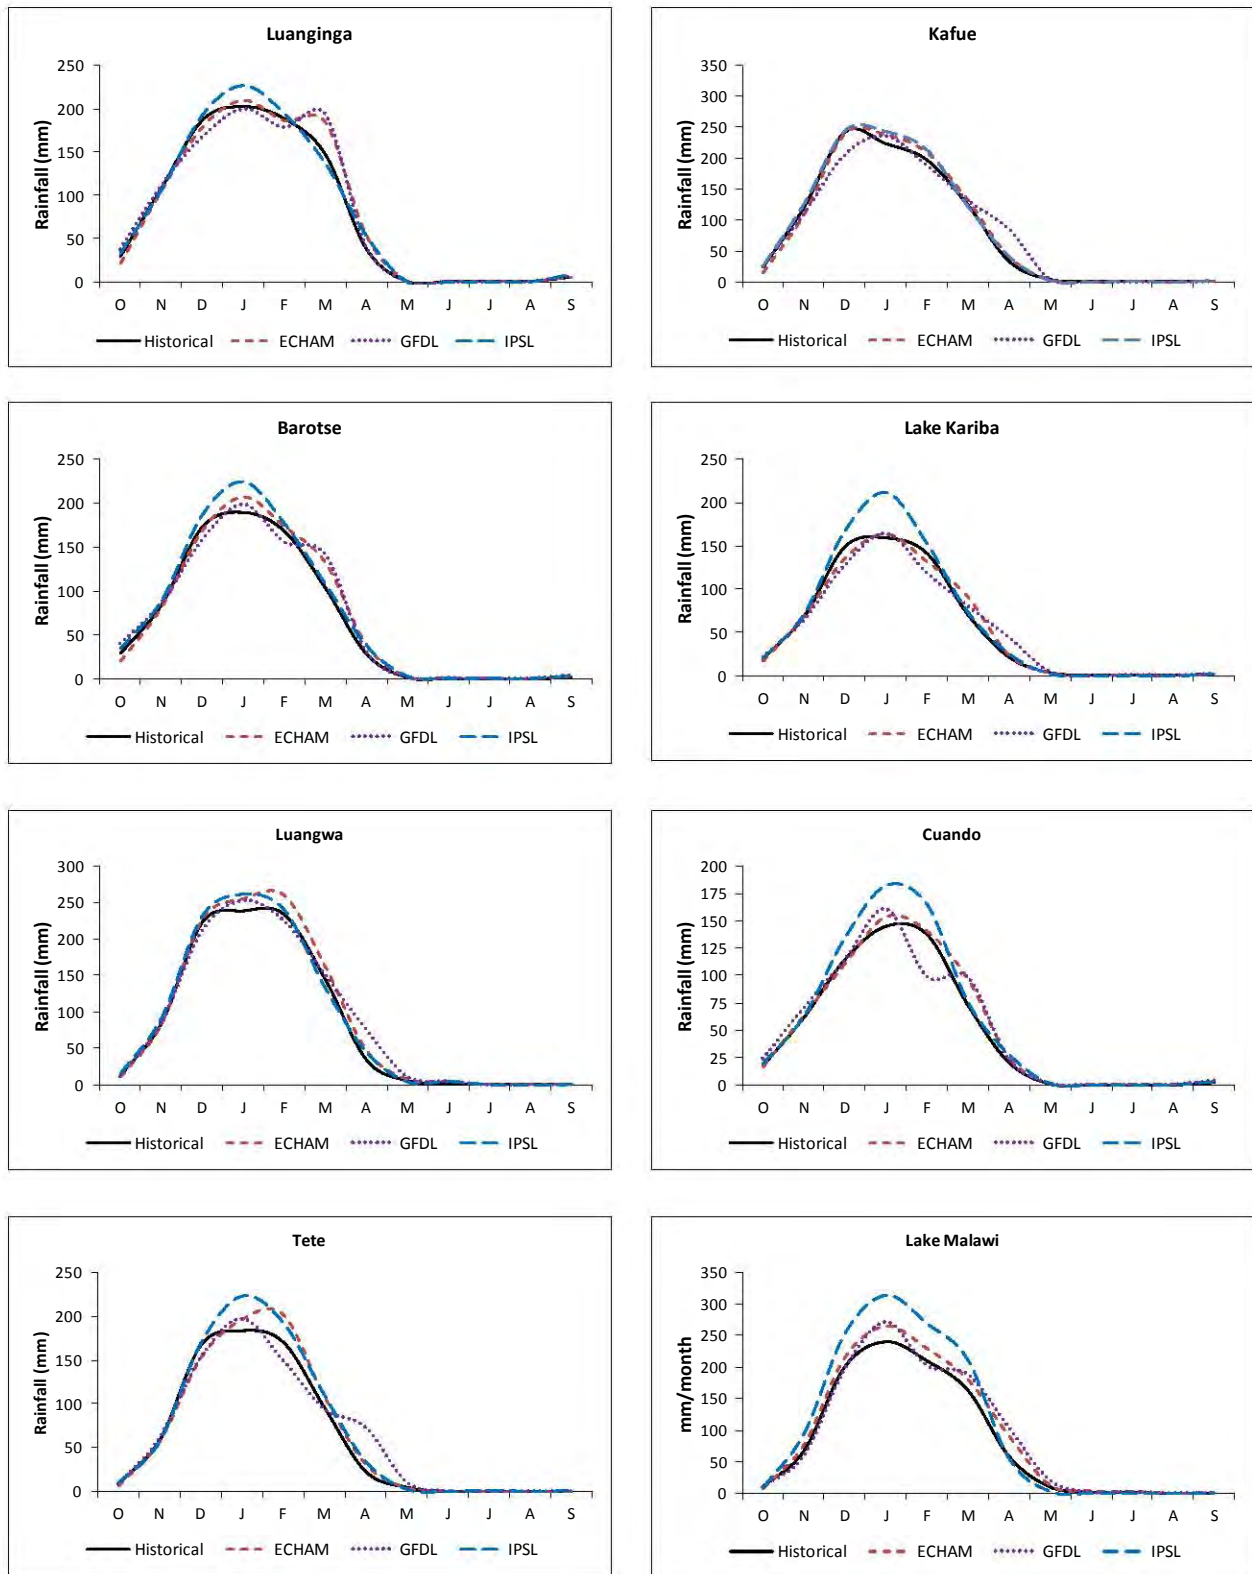 Luanginga
Rainfall (mm)
250
200
150
100
50
0
O N D J F M A M J J A S
Historical ECHAM GFDL IPSL
Kafue
Rainfall (mm)
350
300
250
200
150
100
50
0
O N D J F M A M J J A S
Historical ECHAM GFDL IPSL
Barotse
Rainfall (mm)
250
200
150
100
50
0
O N D J F M A M J J A S
Historical ECHAM GFDL IPSL
Lake Kariba
Rainfall (mm)
250
200
150
100
50
0
O N D J F M A M J J A S
Historical ECHAM GFDL IPSL
Luangwa
Rainfall (mm)
300
250
200
150
100
50
0
O N D J F M A M J J A S
Historical ECHAM GFDL IPSL
Cuando
Rainfall (mm)
200
175
150
125
100
75
50
25
0
O N D J F M A M J J A S
Historical ECHAM GFDL IPSL
Tete
Rainfall (mm)
250
200
150
100
50
0
O N D J F M A M J J A S
Historical ECHAM GFDL IPSL
Lake Malawi
mm/month
350
300
250
200
150
100
50
0
O N D J F M A M J J A S
Historical ECHAM GFDL IPSL